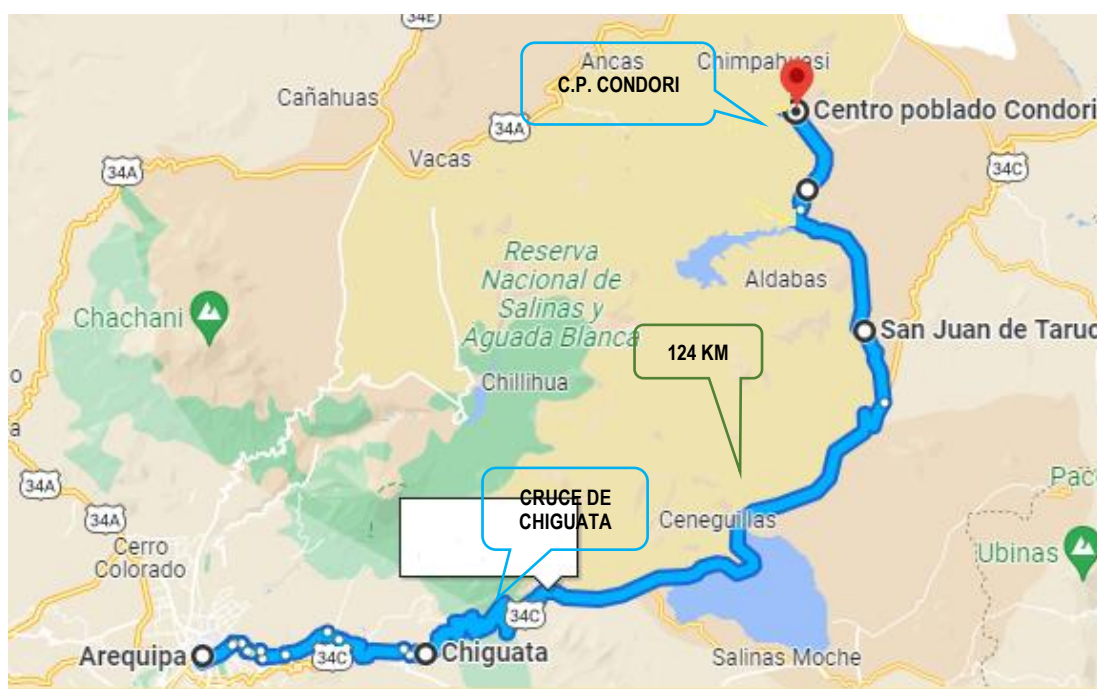 34E
Ancas
Chimpahuasi
C.P. CONDORI
Cañahuas
Centro poblado Condori
34A
Vacas
34A
34C
Reserva
Nacional de
Salinas y
Aguada Blanca
Aldabas
Chachani
San Juan de Taruc
124 KM
o
Chillihua
a
34A
CRUCE DE
CHIGUATA
Pac
34A
Ceneguillas
Cerro
Colorado
Ubinas
34C
Arequipa
34C
Chiguata
Salinas Moche